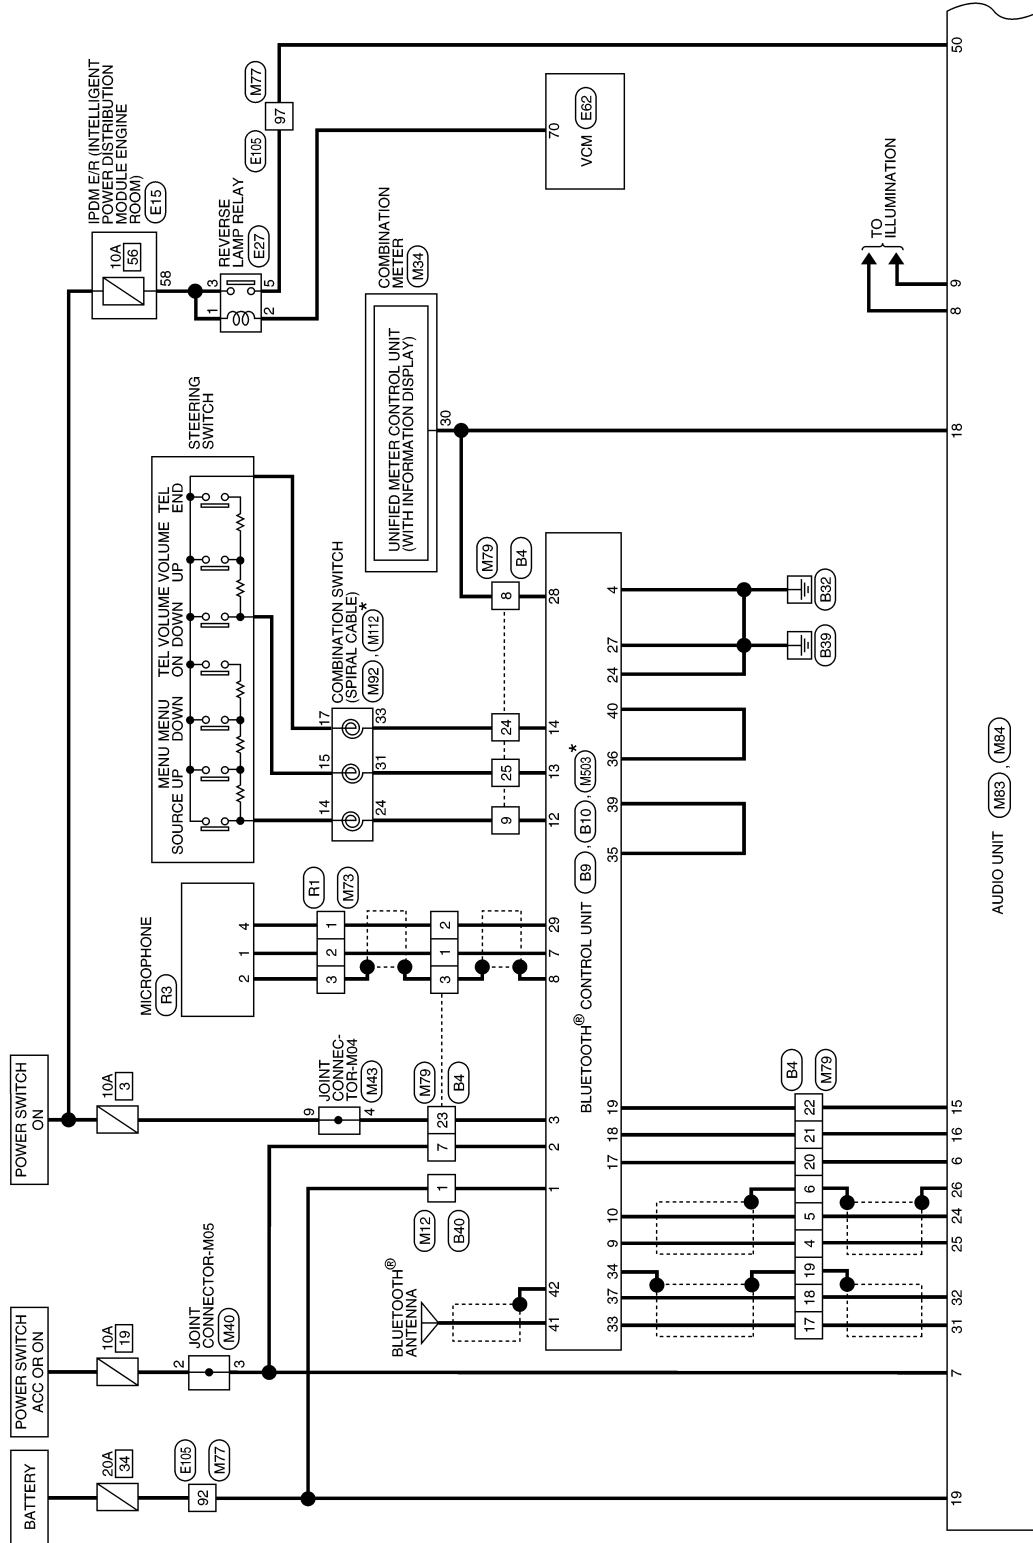 BATTERY
20A
34
E105
M77
92
19
POWER SWITCH
ACC OR ON
10A
19
2
JOINT
CONNECTOR-M05
M40
3
7
POWER SWITCH
ON
10A
3
9
JOINT
CONNEC-
TOR-M04
M43
4
M79
B4
23
7
3
2
M12
B40
1
1
BLUETOOTH®
ANTENNA
41
42
MICROPHONE
R3
2
1
4
R1
M73
3
2
1
3
1
2
8
7
29
STEERING
SWITCH
SOURCE
MENU
UP
MENU
DOWN
TEL
ON
VOLUME
DOWN
VOLUME
UP
TEL
END
COMBINATION SWITCH
(SPIRAL CABLE)
M92 , M112 *
14
15
17
24
31
33
9
25
24
8
M79
B4
12
13
14
28
IPDM E/R (INTELLIGENT
POWER DISTRIBUTION
MODULE ENGINE
ROOM)
E15
10A
56
58
REVERSE
LAMP RELAY
E27
1
3
2
5
E105
M77
97
50
COMBINATION
METER
M34
UNIFIED METER CONTROL UNIT
(WITH INFORMATION DISPLAY)
30
18
70
VCM
E62
TO
ILLUMINATION
8
9
BLUETOOTH® CONTROL UNIT
B9 , B10 , M503 *
33
37
34
9
10
17
18
19
35
39
36
40
24
27
4
B39
B32
B4
M79
17
18
19
4
5
6
20
21
22
31
32
25
24
26
6
16
15
AUDIO UNIT
M83 , M84